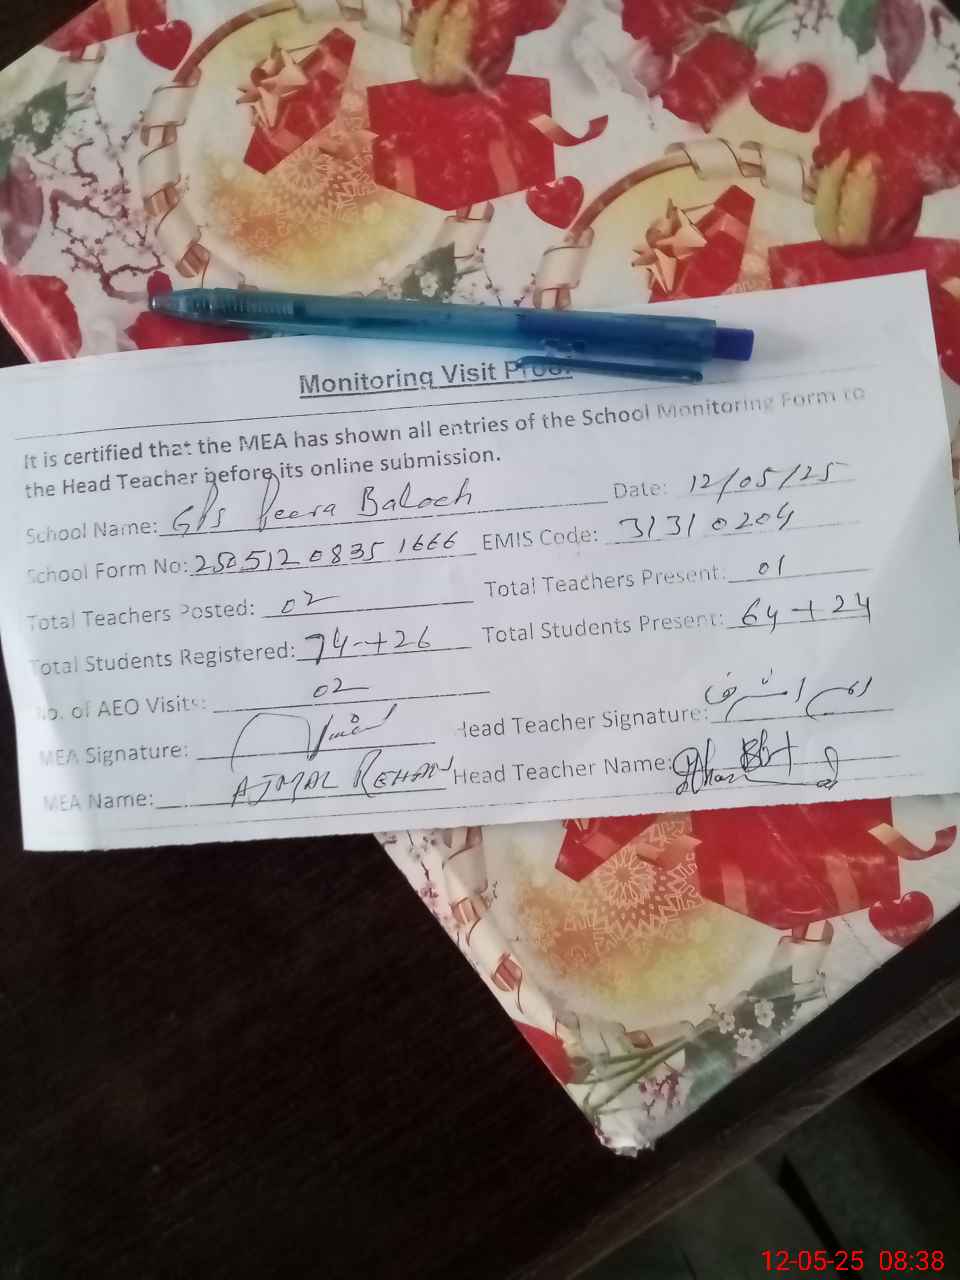 Monitoring Visit Proof
It is certified that the MEA has shown all entries of the School Monitoring Form to
the Head Teacher before its online submission.
School Name: G/s Peera Baloch Date: 12/05/25
School Form No: 250512 0835 1666 EMIS Code: 31310204
Total Teachers Posted: 02 Total Teachers Present: 01
Total Students Registered: 74+26 Total Students Present: 64+24
No. of AEO Visits: 02
MEA Signature: Head Teacher Signature:
MEA Name: AJMAL REHAN Head Teacher Name:
12-05-25 08:38